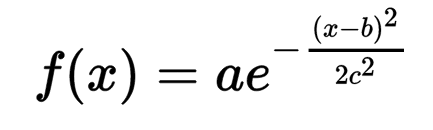 f(x) = ae^{-\frac{(x-b)^2}{2c^2}}